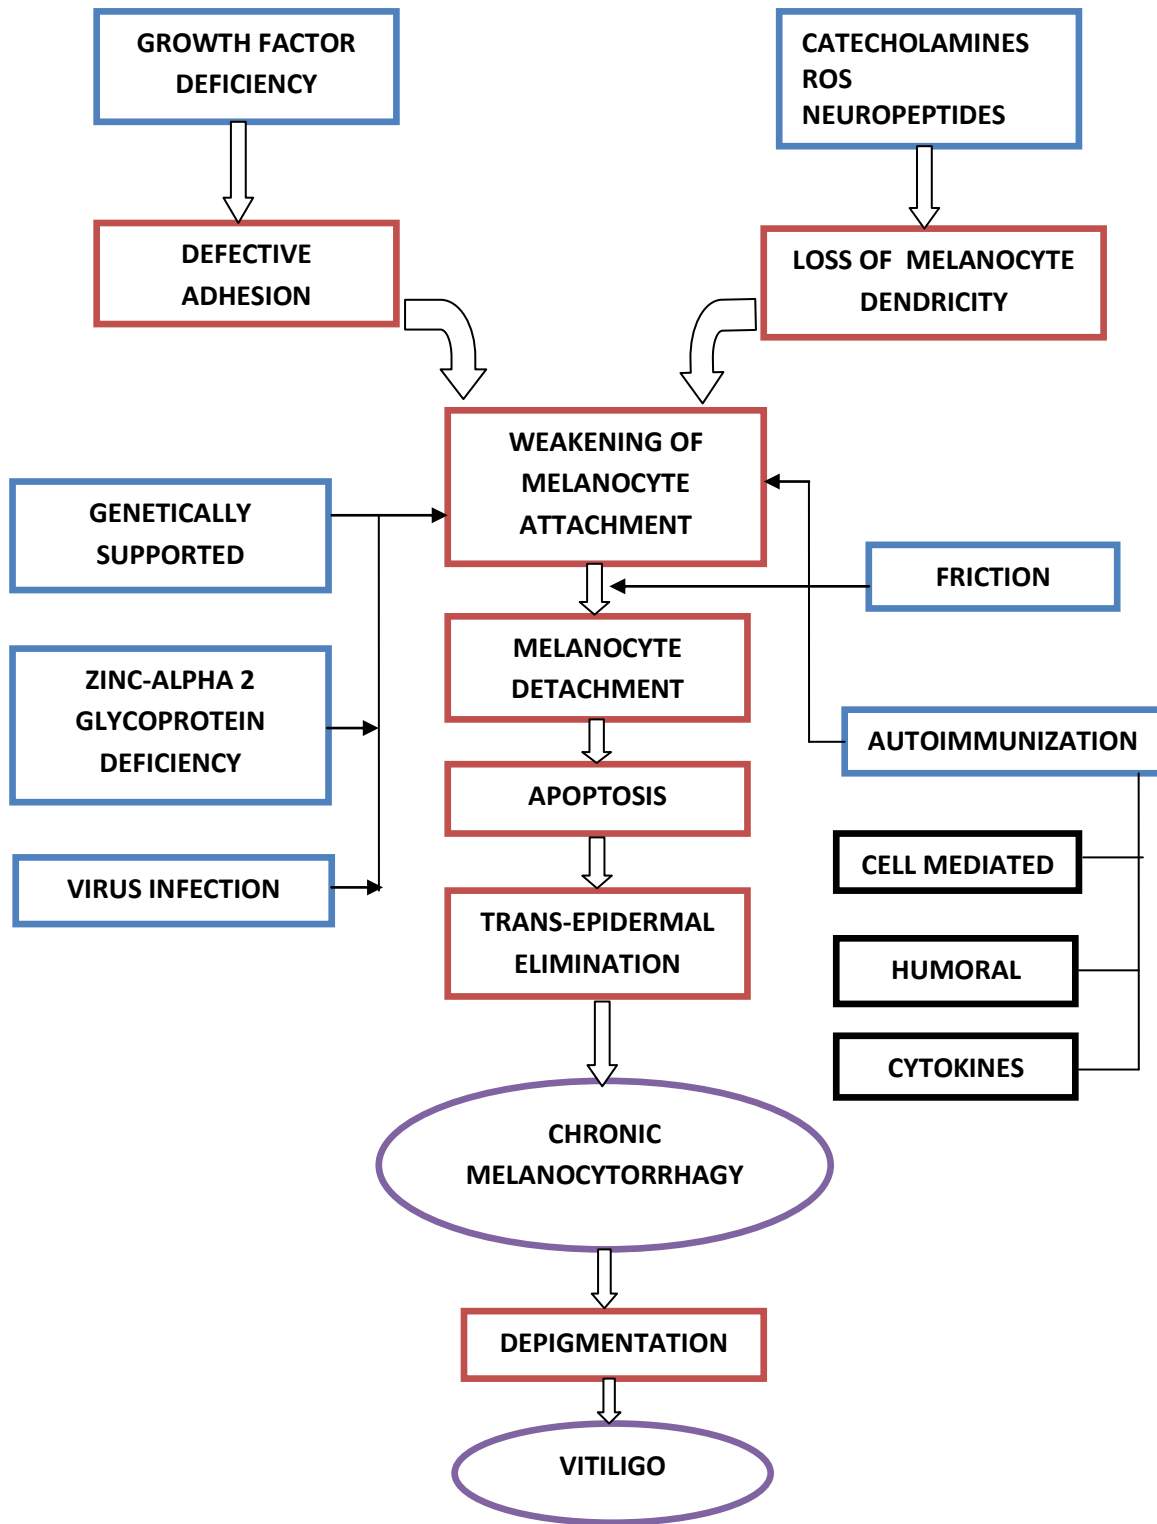 GROWTH FACTOR
DEFICIENCY
CATECHOLAMINES
ROS
NEUROPEPTIDES
DEFECTIVE
ADHESION
LOSS OF MELANOCYTE
DENDRICITY
WEAKENING OF
MELANOCYTE
ATTACHMENT
GENETICALLY
SUPPORTED
FRICTION
MELANOCYTE
DETACHMENT
ZINC-ALPHA 2
GLYCOPROTEIN
DEFICIENCY
AUTOIMMUNIZATION
APOPTOSIS
CELL MEDIATED
VIRUS INFECTION
TRANS-EPIDERMAL
ELIMINATION
HUMORAL
CYTOKINES
CHRONIC
MELANOCYTORRHAGY
DEPIGMENTATION
VITILIGO